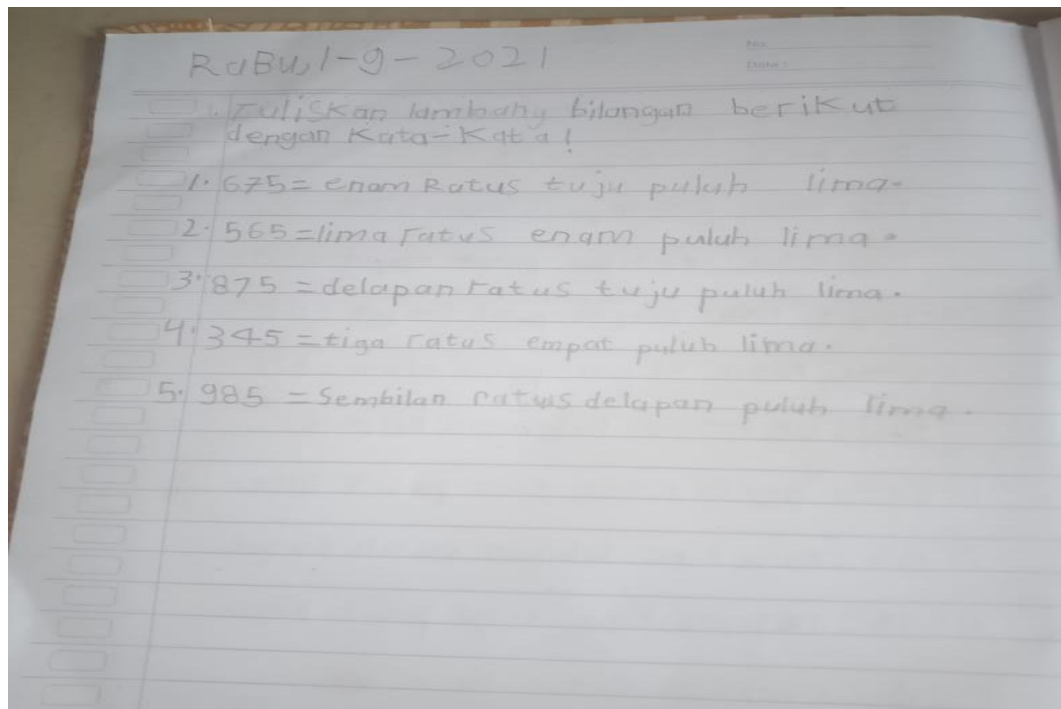 RaBu,1-9-2021
No.
Date:
1. Tuliskan lambang bilangan berikut
dengan Kata-Kata!
1. 675= enam Ratus tuju puluh lima.
2. 565=lima ratus enam puluh lima.
3. 875 =delapan ratus tuju puluh lima.
4. 345 =tiga ratus empat puluh lima.
5. 985 =Sembilan ratus delapan puluh lima.